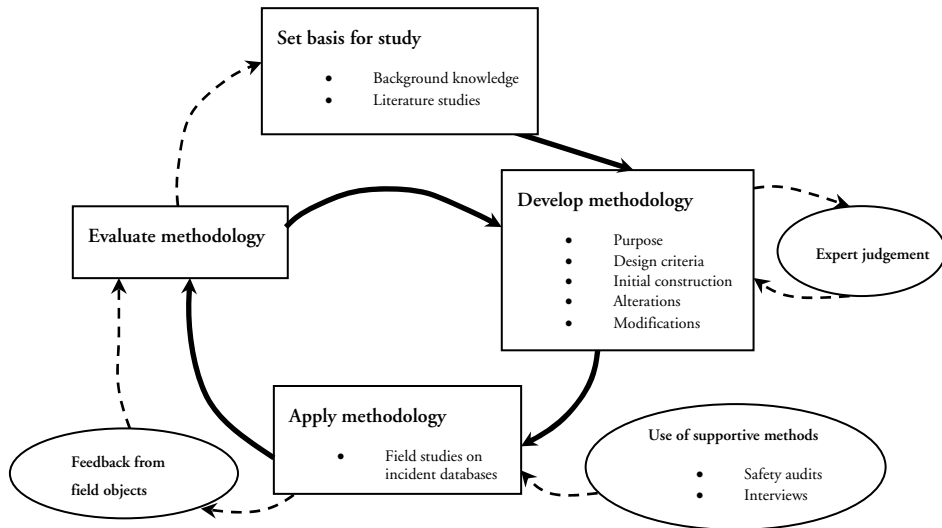 Set basis for study
• Background knowledge
• Literature studies
Develop methodology
• Purpose
• Design criteria
• Initial construction
• Alterations
• Modifications
Expert judgement
Evaluate methodology
Apply methodology
• Field studies on
incident databases
Use of supportive methods
• Safety audits
• Interviews
Feedback from
field objects